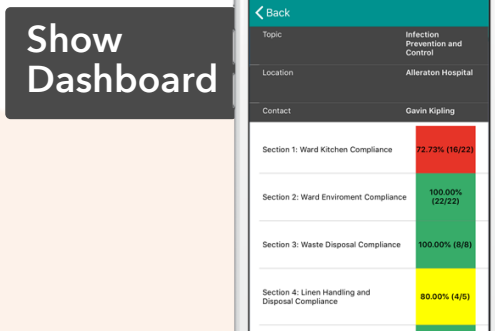 Show
Dashboard
Back
Topic
Infection
Prevention and
Control
Location
Alleraton Hospital
Contact
Gavin Kipling
Section 1: Ward Kitchen Compliance
72.73% (16/22)
Section 2: Ward Enviroment Compliance
100.00%
(22/22)
Section 3: Waste Disposal Compliance
100.00% (8/8)
Section 4: Linen Handling and
Disposal Compliance
80.00% (4/5)